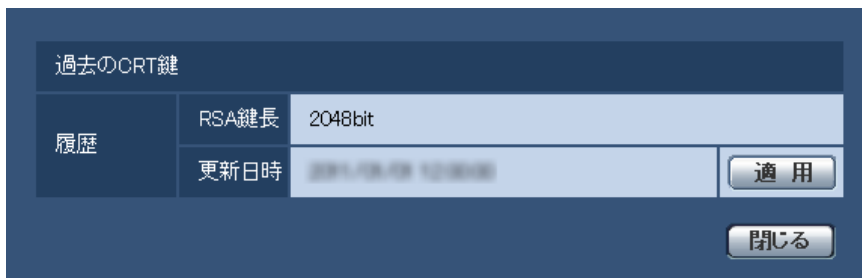 過去のCRT鍵
履歴
RSA鍵長 2048bit
更新日時
適 用
閉じる